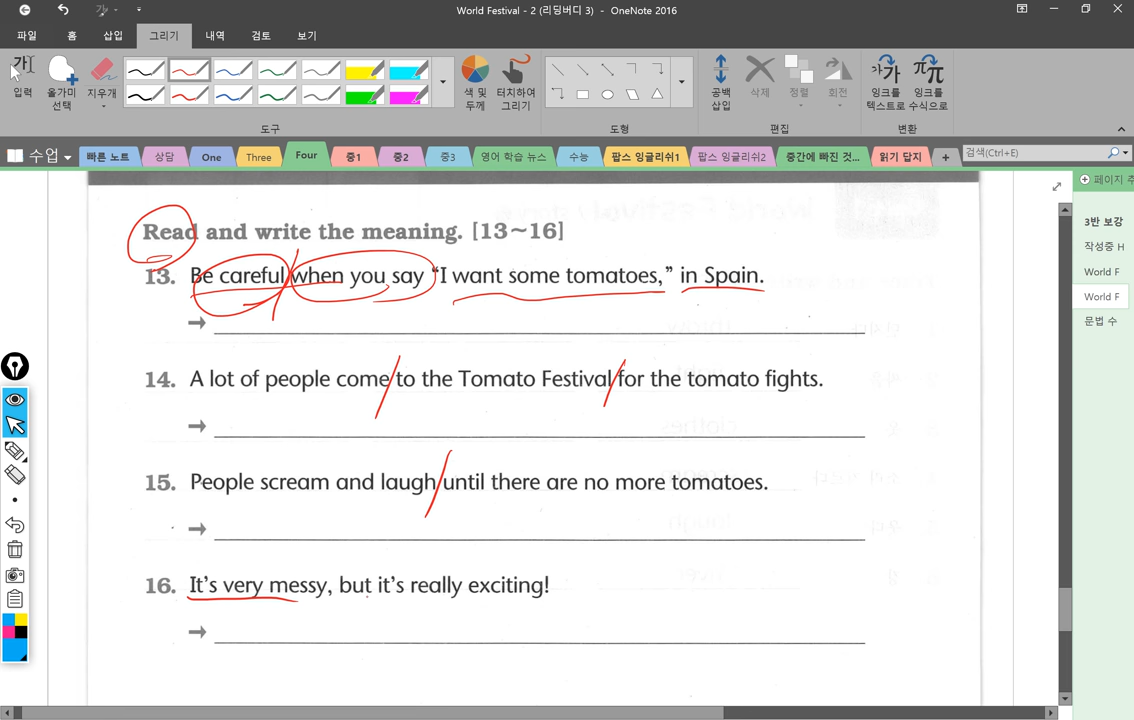 World Festival - 2 (리딩버디 3) - OneNote 2016
파일 홈 삽입 그리기 내역 검토 보기
입력 올가미 선택 지우개 색 및 두께 터치하여 그리기 공백 삽입 삭제 정렬 회전 잉크를 텍스트로 잉크를 수식으로
도구 도형 편집 변환
수업 빠른 노트 상담 One Three Four 중1 중2 중3 영어 학습 뉴스 수능 팝스 잉글리쉬1 팝스 잉글리쉬2 중간에 빠진 것... 읽기 답지 + 검색(Ctrl+E)
페이지 추
3반 보강
작성중 H
World F
World F
문법 수
Read and write the meaning. [13~16]
13. Be careful when you say “I want some tomatoes,” in Spain.
→
14. A lot of people come to the Tomato Festival for the tomato fights.
→
15. People scream and laugh until there are no more tomatoes.
→
16. It’s very messy, but it’s really exciting!
→